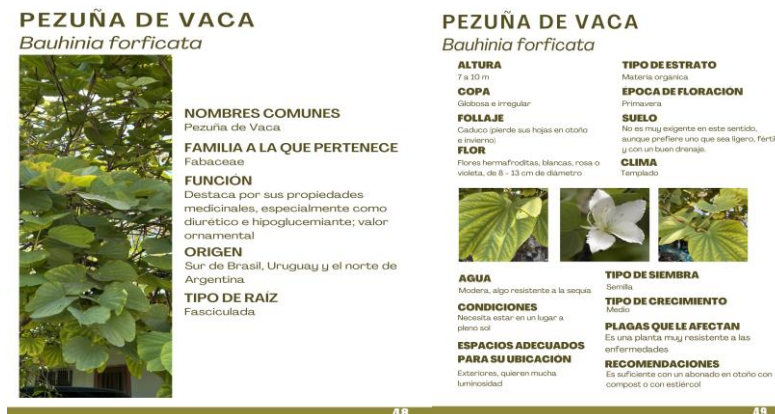 PEZUÑA DE VACA
Bauhinia forficata
NOMBRES COMUNES
Pezuña de Vaca
FAMILIA A LA QUE PERTENECE
Fabaceae
FUNCIÓN
Destaca por sus propiedades
medicinales, especialmente como
diurético e hipoglucemiante; valor
ornamental
ORIGEN
Sur de Brasil, Uruguay y el norte de
Argentina
TIPO DE RAÍZ
Fasciculada
48
PEZUÑA DE VACA
Bauhinia forficata
ALTURA
7 a 10 m
COPA
Globosa e irregular
FOLLAJE
Caduco (pierde sus hojas en otoño
e invierno)
FLOR
Flores hermafroditas, blancas, rosa o
violeta, de 8 - 13 cm de diámetro
TIPO DE ESTRATO
Materia orgánica
ÉPOCA DE FLORACIÓN
Primavera
SUELO
No es muy exigente en este sentido,
aunque prefiere uno que sea ligero, férti
y con un buen drenaje.
CLIMA
Templado
AGUA
Modera, algo resistente a la sequía
CONDICIONES
Necesita estar en un lugar a
pleno sol
ESPACIOS ADECUADOS
PARA SU UBICACIÓN
Exteriores, quieren mucha
luminosidad
TIPO DE SIEMBRA
Semilla
TIPO DE CRECIMIENTO
Medio
PLAGAS QUE LE AFECTAN
Es una planta muy resistente a las
enfermedades
RECOMENDACIONES
Es suficiente con un abonado en otoño con
compost o con estiércol
49